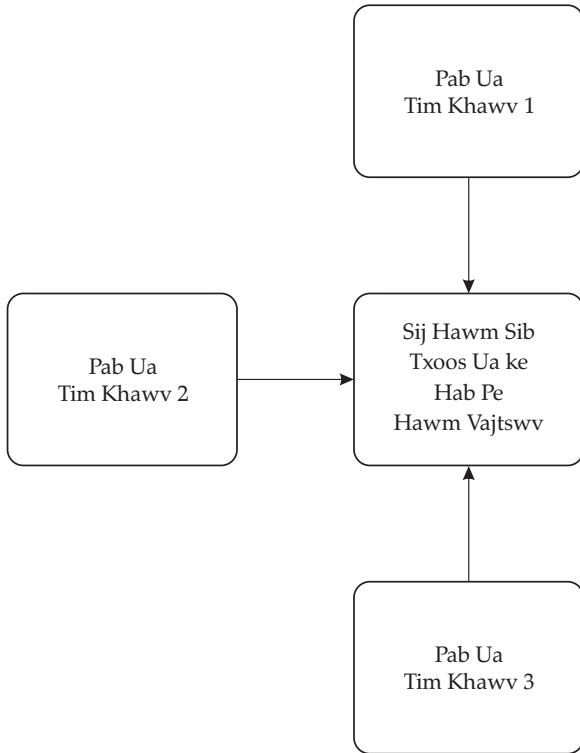 Pab Ua
Tim Khawv 1
Pab Ua
Tim Khawv 2
Sij Hawm Sib
Txoos Ua ke
Hab Pe
Hawm Vajtswv
Pab Ua
Tim Khawv 3